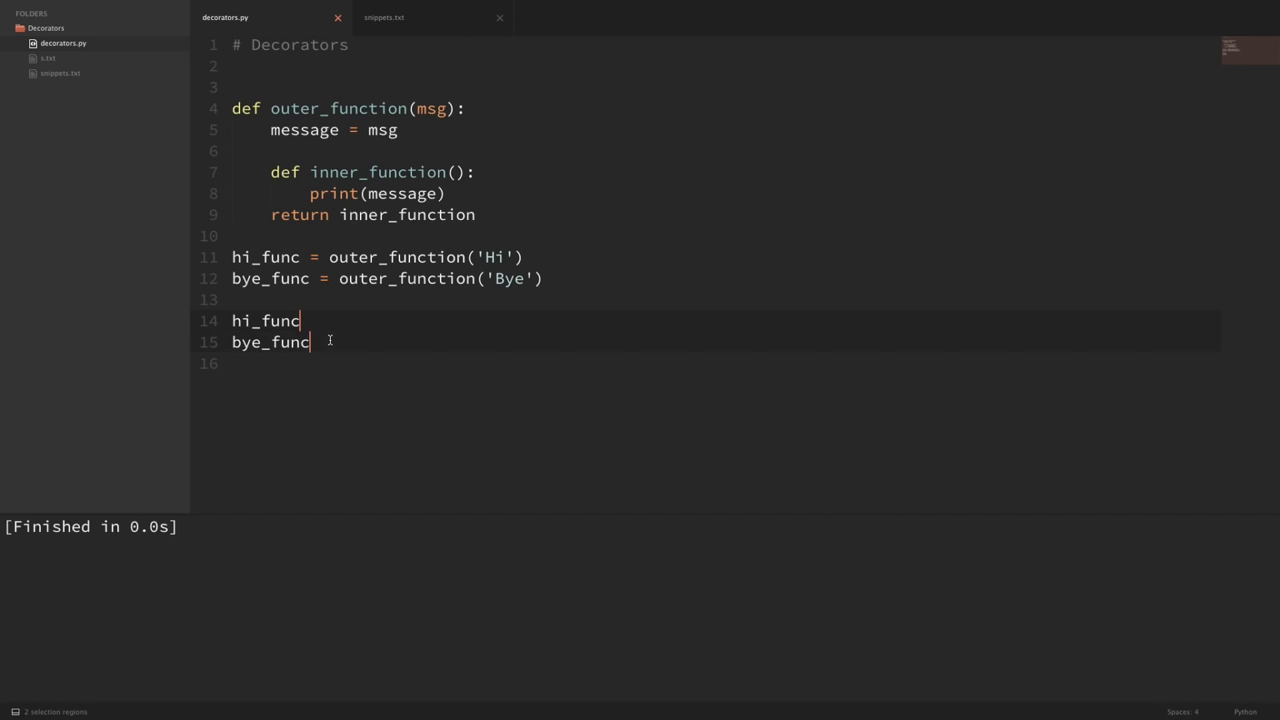 FOLDERS
Decorators
decorators.py
s.txt
snippets.txt
decorators.py
snippets.txt
1 # Decorators
2
3
4 def outer_function(msg):
5     message = msg
6
7     def inner_function():
8         print(message)
9     return inner_function
10
11 hi_func = outer_function('Hi')
12 bye_func = outer_function('Bye')
13
14 hi_func
15 bye_func
16
[Finished in 0.0s]
2 selection regions
Spaces: 4
Python